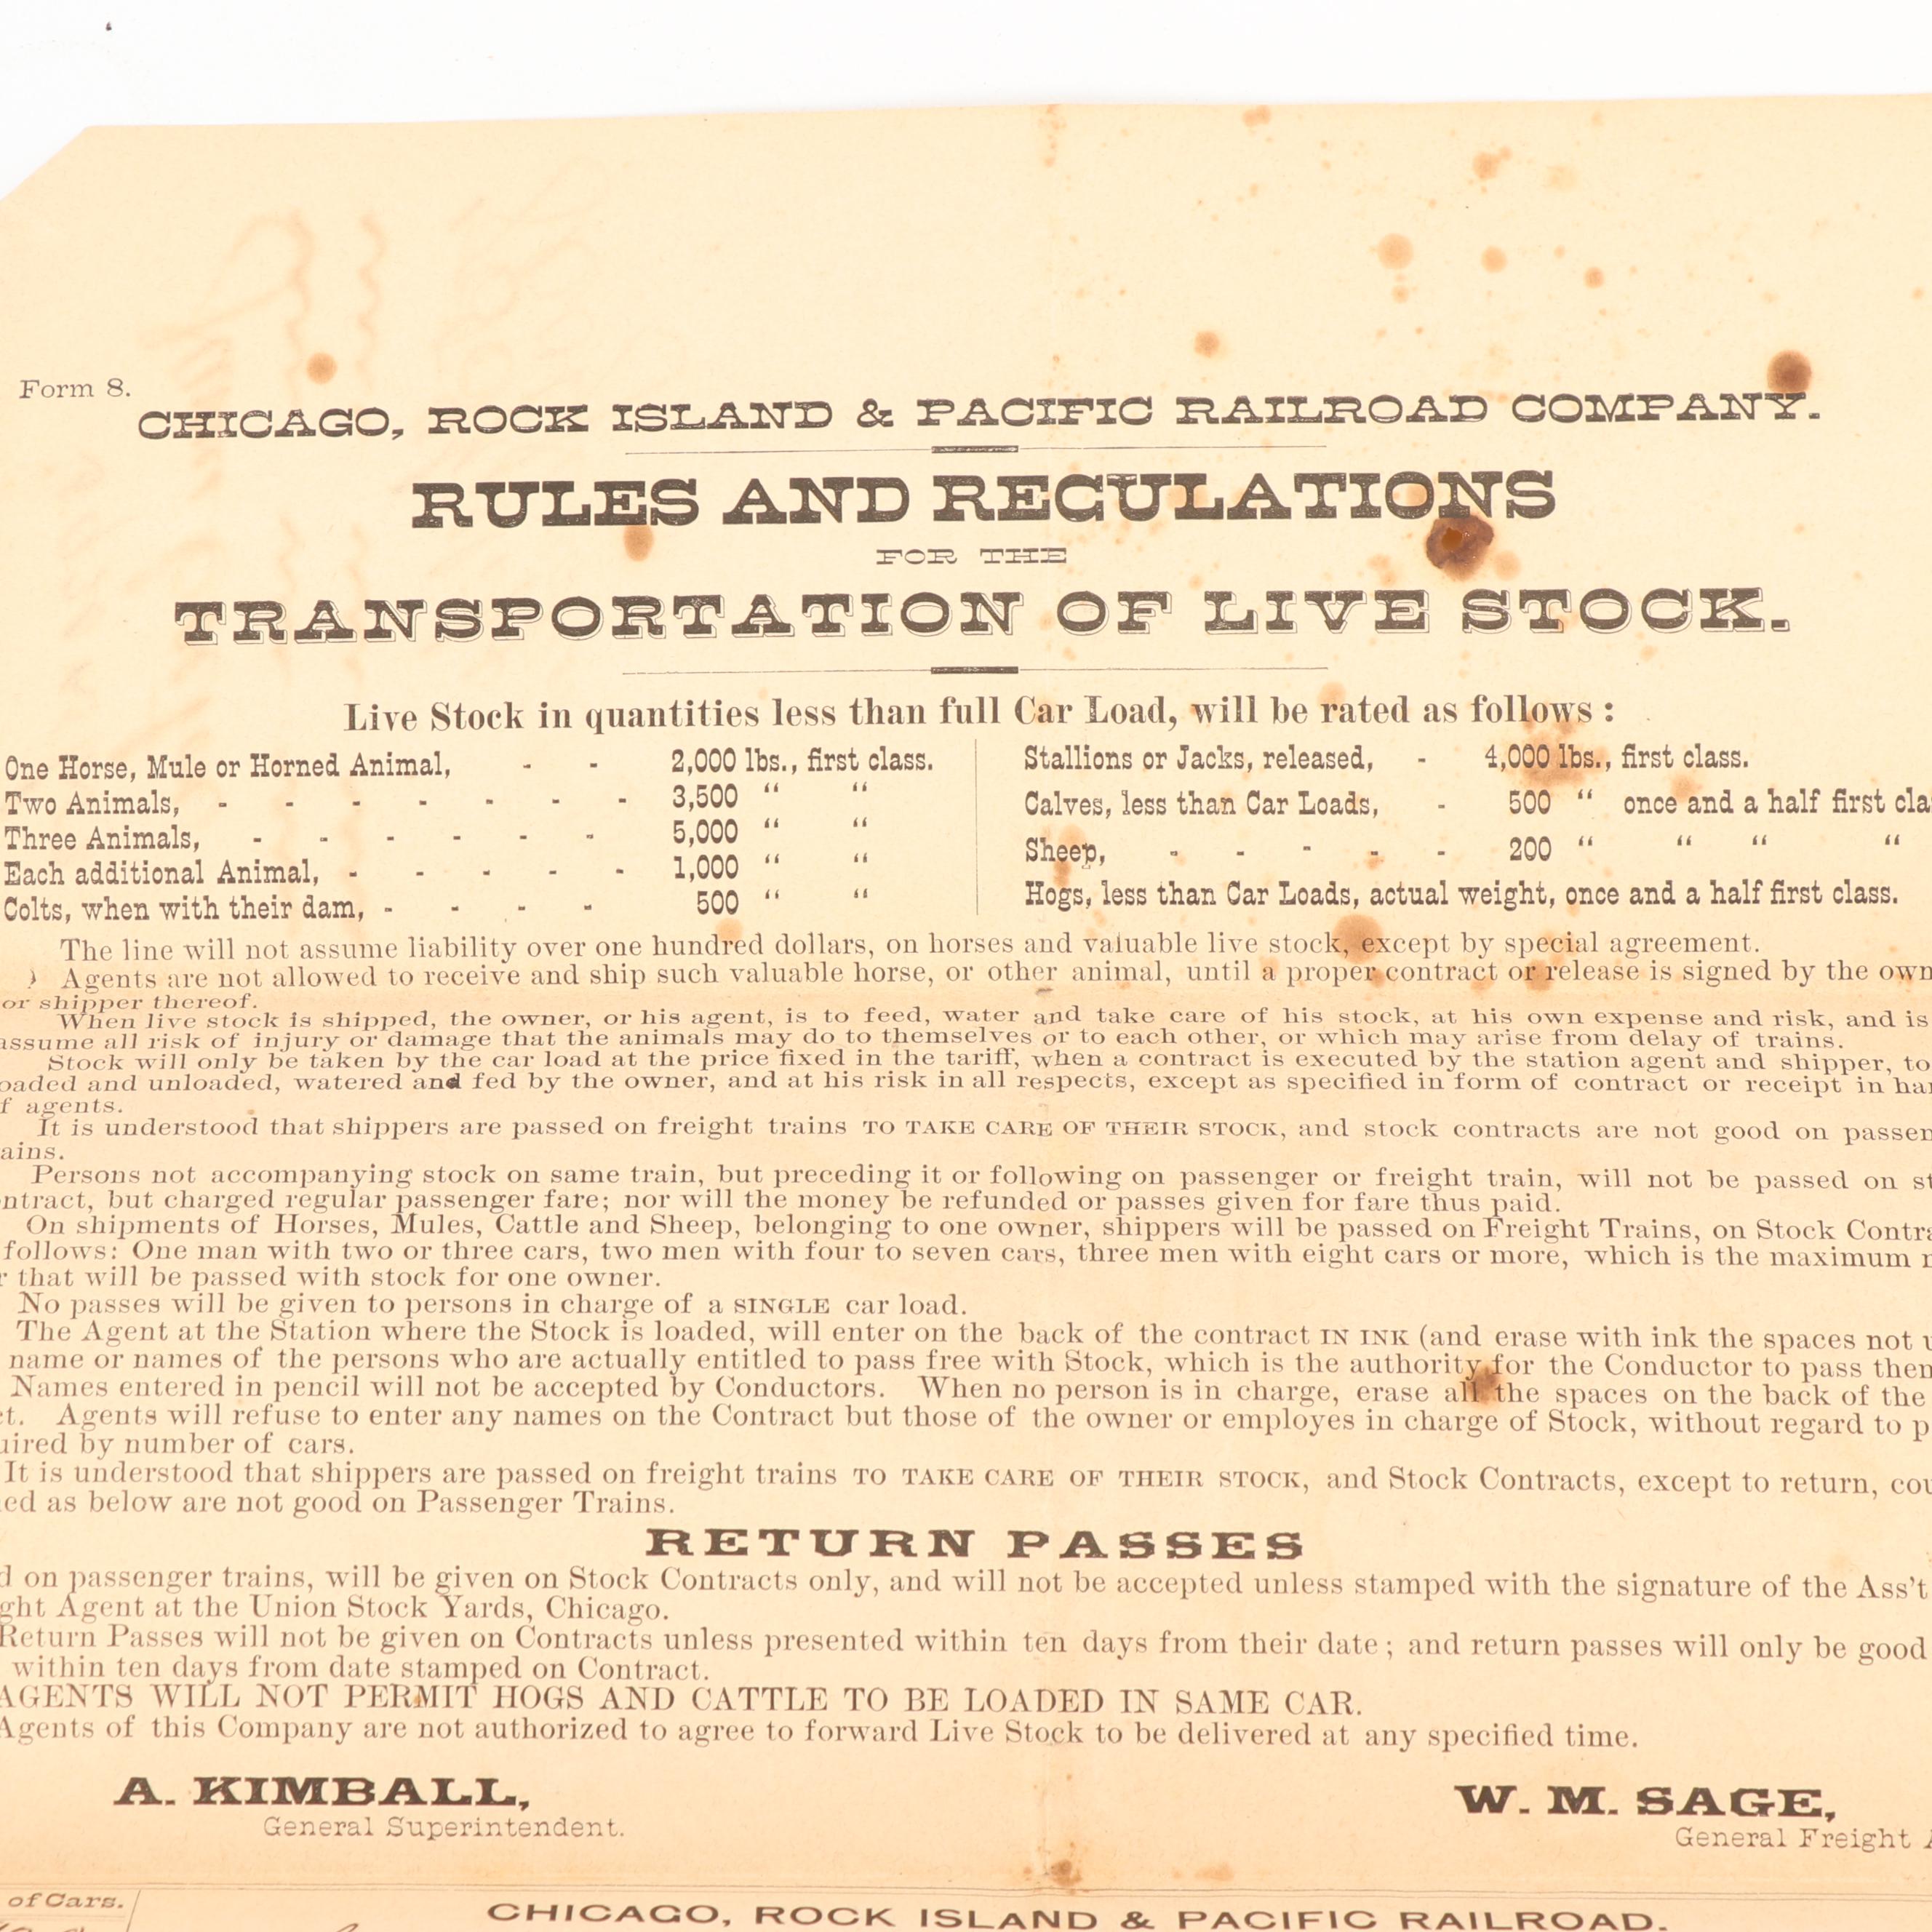 Form 8.
CHICAGO, ROCK ISLAND & PACIFIC RAILROAD COMPANY.
RULES AND REGULATIONS
FOR THE
TRANSPORTATION OF LIVE STOCK.
Live Stock in quantities less than full Car Load, will be rated as follows :
One Horse, Mule or Horned Animal, - - 2,000 lbs., first class.
Two Animals, - - - - - - - 3,500 “ “
Three Animals, - - - - - - 5,000 “ “
Each additional Animal, - - - - - 1,000 “ “
Colts, when with their dam, - - - - 500 “ “
Stallions or Jacks, released, - 4,000 lbs., first class.
Calves, less than Car Loads, - 500 “ once and a half first cla
Sheep, - - - - - 200 “ “ “ “
Hogs, less than Car Loads, actual weight, once and a half first class.
The line will not assume liability over one hundred dollars, on horses and valuable live stock, except by special agreement.
Agents are not allowed to receive and ship such valuable horse, or other animal, until a proper contract or release is signed by the own
or shipper thereof.
When live stock is shipped, the owner, or his agent, is to feed, water and take care of his stock, at his own expense and risk, and is
assume all risk of injury or damage that the animals may do to themselves or to each other, or which may arise from delay of trains.
Stock will only be taken by the car load at the price fixed in the tariff, when a contract is executed by the station agent and shipper, to
oaded and unloaded, watered and fed by the owner, and at his risk in all respects, except as specified in form of contract or receipt in ha
f agents.
It is understood that shippers are passed on freight trains TO TAKE CARE OF THEIR STOCK, and stock contracts are not good on passen
ains.
Persons not accompanying stock on same train, but preceding it or following on passenger or freight train, will not be passed on st
ntract, but charged regular passenger fare; nor will the money be refunded or passes given for fare thus paid.
On shipments of Horses, Mules, Cattle and Sheep, belonging to one owner, shippers will be passed on Freight Trains, on Stock Contra
follows: One man with two or three cars, two men with four to seven cars, three men with eight cars or more, which is the maximum
r that will be passed with stock for one owner.
No passes will be given to persons in charge of a SINGLE car load.
The Agent at the Station where the Stock is loaded, will enter on the back of the contract IN INK (and erase with ink the spaces not u
name or names of the persons who are actually entitled to pass free with Stock, which is the authority for the Conductor to pass them
Names entered in pencil will not be accepted by Conductors. When no person is in charge, erase all the spaces on the back of the
ct. Agents will refuse to enter any names on the Contract but those of the owner or employes in charge of Stock, without regard to p
uired by number of cars.
It is understood that shippers are passed on freight trains TO TAKE CARE OF THEIR STOCK, and Stock Contracts, except to return, cou
ed as below are not good on Passenger Trains.
RETURN PASSES
d on passenger trains, will be given on Stock Contracts only, and will not be accepted unless stamped with the signature of the Ass’t
ght Agent at the Union Stock Yards, Chicago.
Return Passes will not be given on Contracts unless presented within ten days from their date; and return passes will only be good
within ten days from date stamped on Contract.
AGENTS WILL NOT PERMIT HOGS AND CATTLE TO BE LOADED IN SAME CAR.
Agents of this Company are not authorized to agree to forward Live Stock to be delivered at any specified time.
A. KIMBALL,
General Superintendent.
W. M. SAGE,
General Freight A
of Cars.
CHICAGO, ROCK ISLAND & PACIFIC RAILROAD.